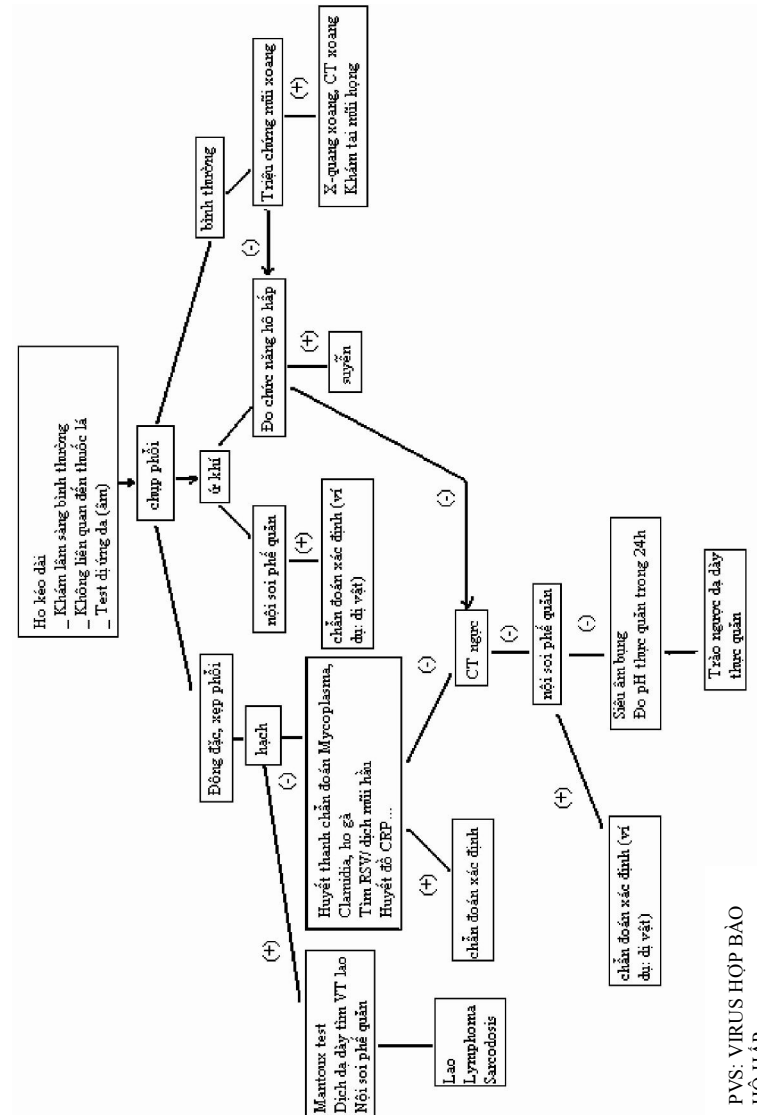 Ho kéo dài
– Khám lâm sàng bình thường
– Không liên quan đến thuốc lá
– Test dị ứng da (âm)
chụp phổi
Đông đặc, xẹp phổi
ứ khí
bình thường
hạch
nội soi phế quản
Đo chức năng hô hấp
(-)
Triệu chứng mũi xoang
(+)
(-)
(+)
(+)
(+)
Mantoux test
Dịch dạ dày tìm VT lao
Nội soi phế quản
Huyết thanh chẩn đoán Mycoplasma,
Clamidia, ho gà
Tìm RSV/ dịch mũi hầu
Huyết đồ CRP...
chẩn đoán xác định (ví
dụ: dị vật)
suyễn
X-quang xoang, CT xoang
Khám tai mũi họng
(+)
(-)
(-)
Lao
Lymphoma
Sarcodosis
chẩn đoán xác định
CT ngực
(-)
nội soi phế quản
(+)
(-)
chẩn đoán xác định (ví
dụ: dị vật)
Siêu âm bụng
Đo pH thực quản trong 24h
Trào ngược dạ dày
thực quản
PVS: VIRUS HỢP BÀO
HÔ HẤP